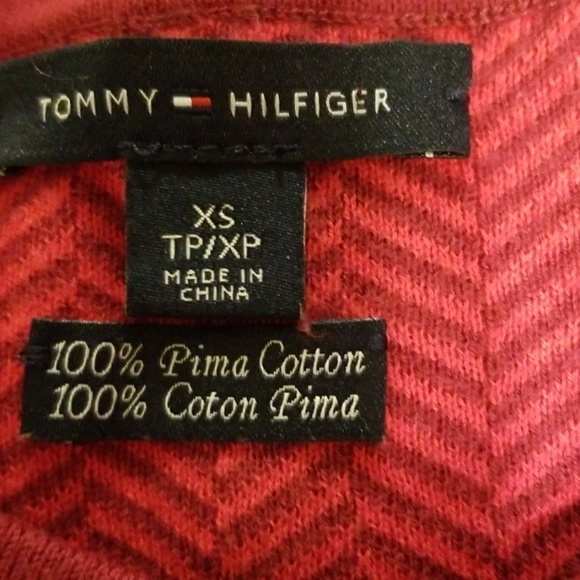 TOMMY HILFIGER
XS
TP/XP
MADE IN
CHINA
100% Pima Cotton
100% Coton Pima